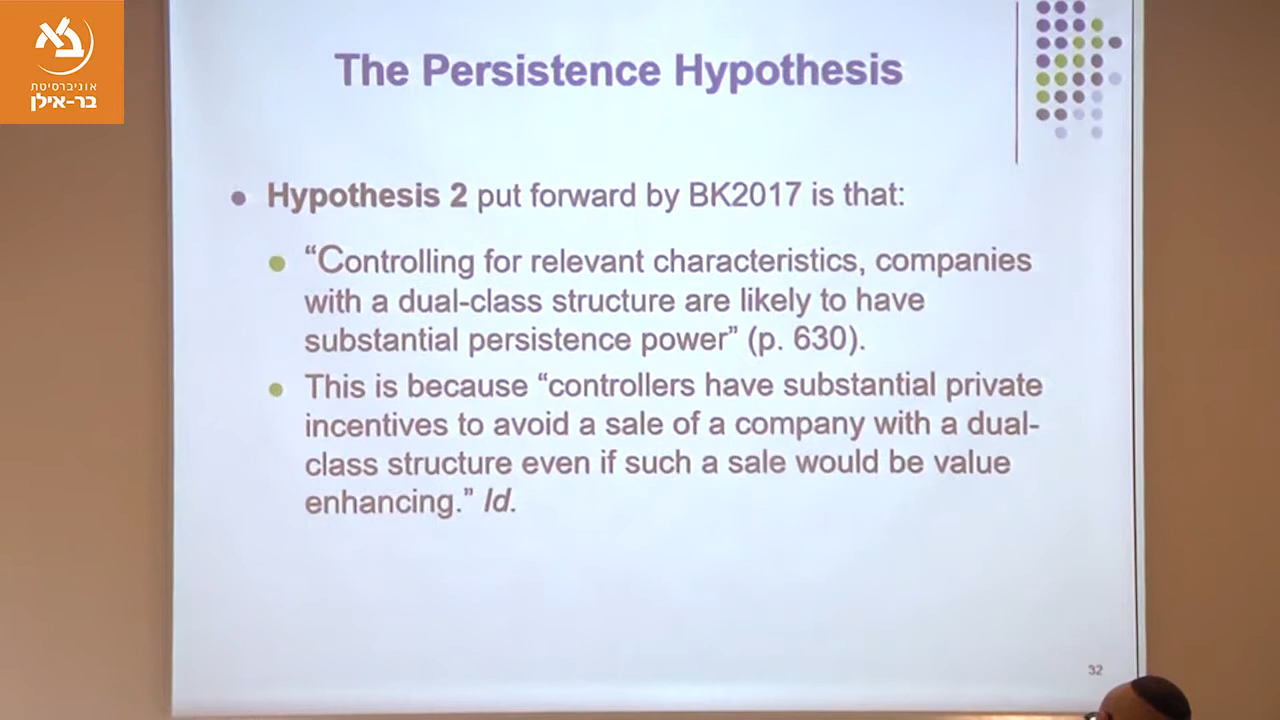 אוניברסיטת
בר-אילן
The Persistence Hypothesis
Hypothesis 2 put forward by BK2017 is that:
“Controlling for relevant characteristics, companies
with a dual-class structure are likely to have
substantial persistence power” (p. 630).
This is because “controllers have substantial private
incentives to avoid a sale of a company with a dual-
class structure even if such a sale would be value
enhancing.” Id.
32